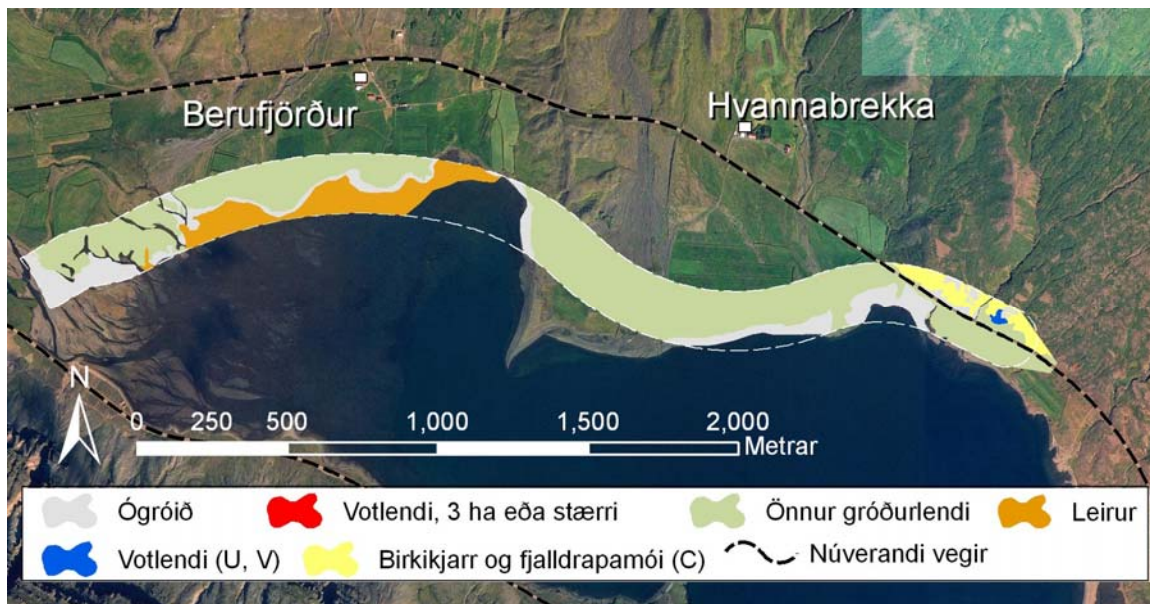 Berufjörður
Hvannabrekka
N
0 250 500 1,000 1,500 2,000
Metrar
Ógróið Votlendi, 3 ha eða stærri Önnur gróðurlendi Leirur
Votlendi (U, V) Birkikjarr og fjalldrapamói (C) Núverandi vegir